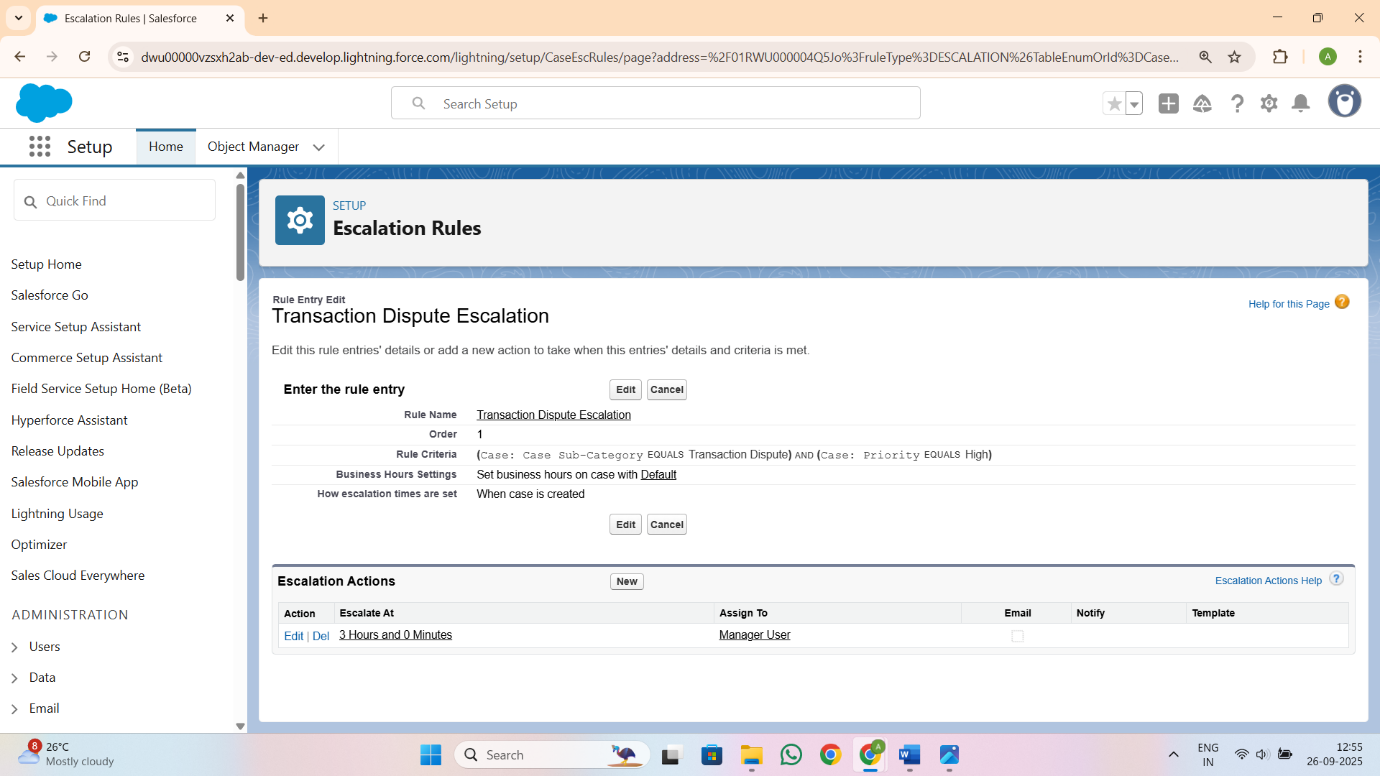 Escalation Rules | Salesforce
dwu00000vzsxh2ab-dev-ed.develop.lightning.force.com/lightning/setup/CaseEscRules/page?address=%2F01RWU000004Q5Jo%3FruleType%3DESCALATION%26TableEnumOrId%3DCase...
A
Search Setup
Setup
Home
Object Manager
Quick Find
Setup Home
Salesforce Go
Service Setup Assistant
Commerce Setup Assistant
Field Service Setup Home (Beta)
Hyperforce Assistant
Release Updates
Salesforce Mobile App
Lightning Usage
Optimizer
Sales Cloud Everywhere
ADMINISTRATION
Users
Data
Email
SETUP
Escalation Rules
Rule Entry Edit
Transaction Dispute Escalation
Help for this Page ?
Edit this rule entries' details or add a new action to take when this entries' details and criteria is met.
Enter the rule entry Edit Cancel
Rule Name Transaction Dispute Escalation
Order 1
Rule Criteria (Case: Case Sub-Category EQUALS Transaction Dispute) AND (Case: Priority EQUALS High)
Business Hours Settings Set business hours on case with Default
How escalation times are set When case is created
Edit Cancel
Escalation Actions New Escalation Actions Help ?
Action Escalate At Assign To Email Notify Template
Edit | Del 3 Hours and 0 Minutes Manager User
8
26°C
Mostly cloudy
Search
A
ENG
IN
12:55
26-09-2025